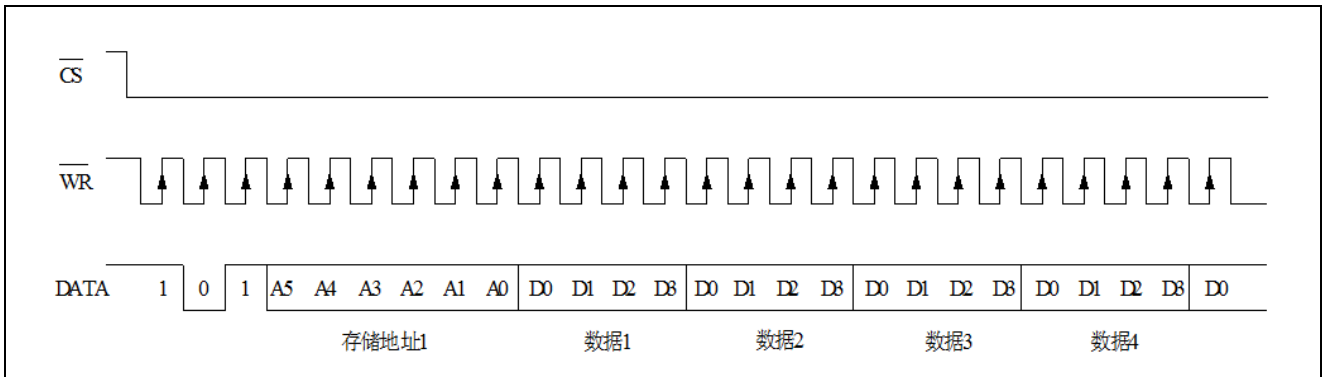 CS
WR
DATA 1 0 1 A5 A4 A3 A2 A1 A0 D0 D1 D2 D3 D0 D1 D2 D3 D0 D1 D2 D3 D0 D1 D2 D3 D0
存储地址1 数据1 数据2 数据3 数据4